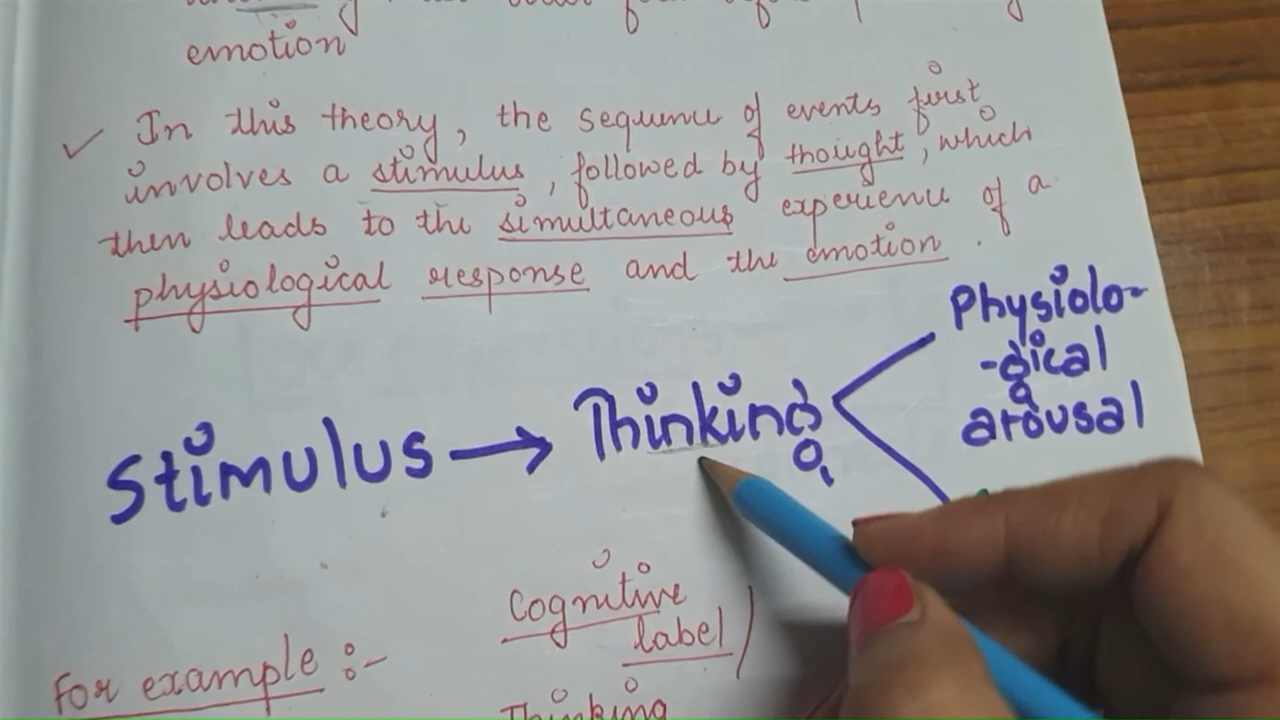 emotion
✓ In this theory, the sequence of events first
involves a stimulus, followed by thought, which
then leads to the simultaneous experience of a
physiological response and the emotion.
Stimulus → Thinking
Physiolo-
-gical
arousal
Cognitive
label/
For example :-
Thinking